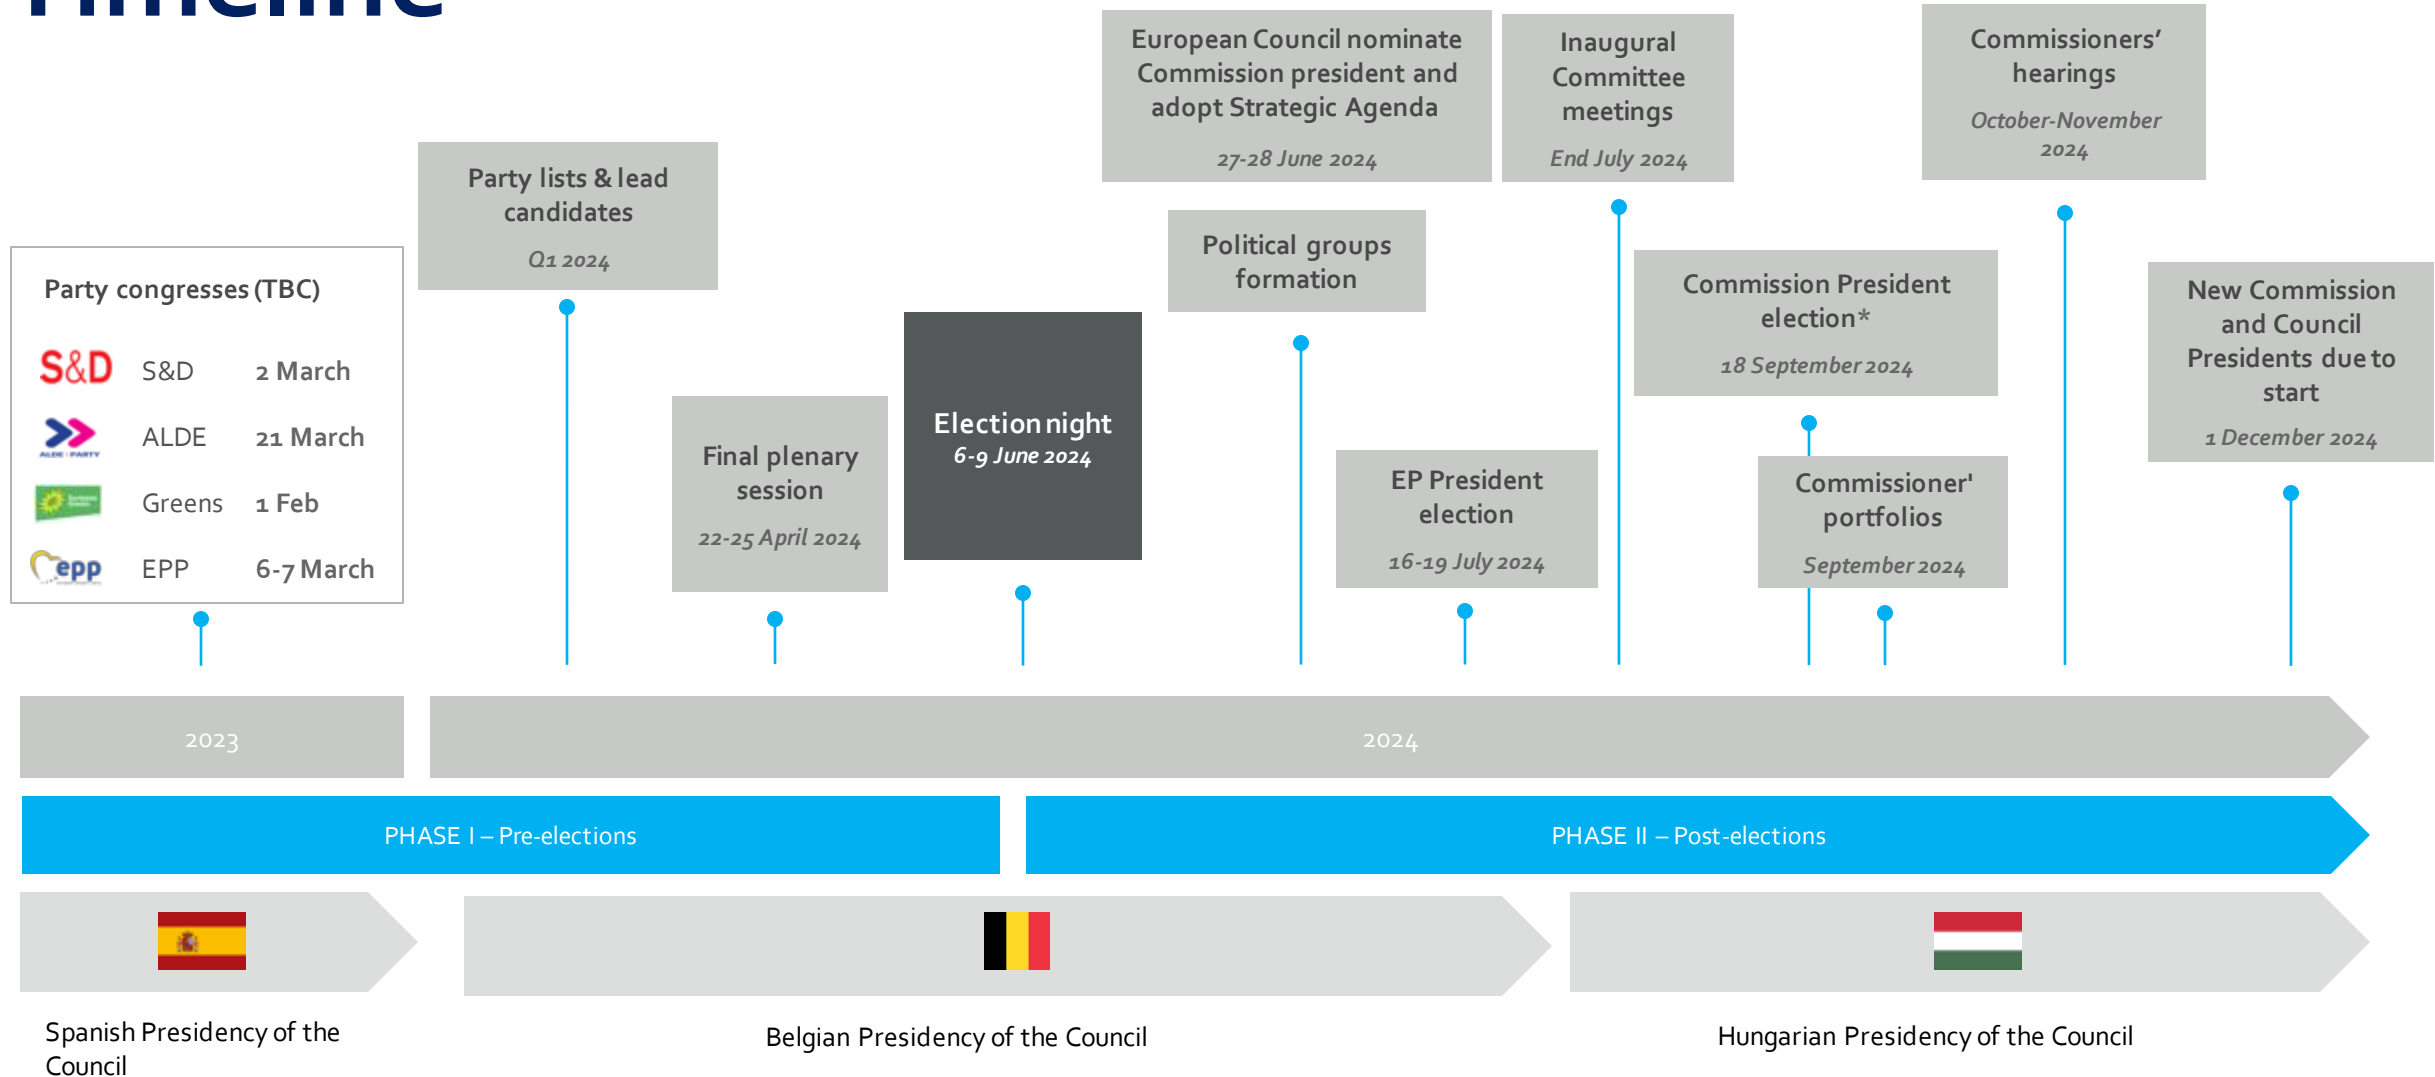 Timeline
European Council nominate
Commission president and
adopt Strategic Agenda
27-28 June 2024
Inaugural
Committee
meetings
End July 2024
Commissioners’
hearings
October-November
2024
Party lists & lead
candidates
Q1 2024
Political groups
formation
Party congresses (TBC)
S&D S&D 2 March
ALDE PARTY ALDE 21 March
Greens 1 Feb
epp EPP 6-7 March
Commission President
election*
18 September 2024
New Commission
and Council
Presidents due to
start
1 December 2024
Final plenary
session
22-25 April 2024
Election night
6-9 June 2024
EP President
election
16-19 July 2024
Commissioner'
portfolios
September 2024
2023
2024
PHASE I – Pre-elections
PHASE II – Post-elections
Spanish Presidency of the
Council
Belgian Presidency of the Council
Hungarian Presidency of the Council